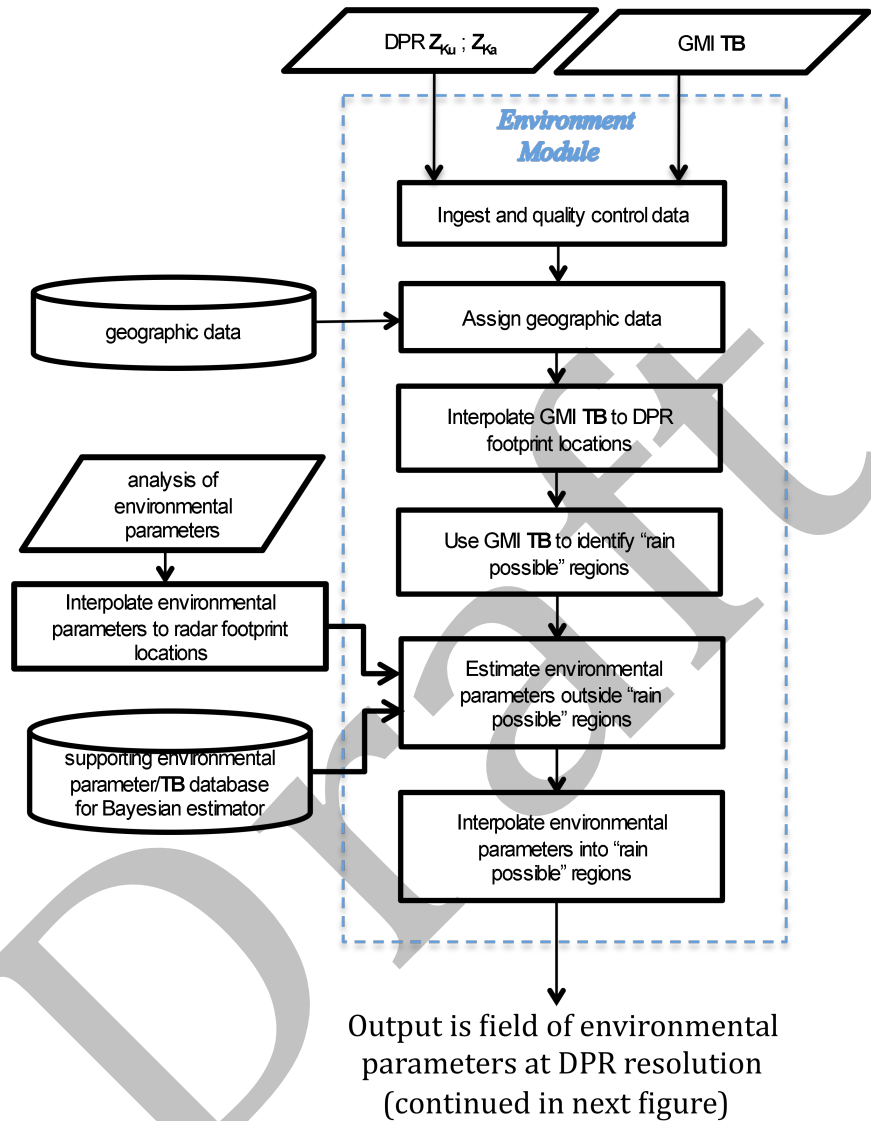 DPR Z_Ku ; Z_Ka
GMI TB
Environment
Module
Ingest and quality control data
geographic data
Assign geographic data
Interpolate GMI TB to DPR
footprint locations
analysis of
environmental
parameters
Use GMI TB to identify “rain
possible” regions
Interpolate environmental
parameters to radar footprint
locations
Estimate environmental
parameters outside “rain
possible” regions
supporting environmental
parameter/TB database
for Bayesian estimator
Interpolate environmental
parameters into “rain
possible” regions
Output is field of environmental
parameters at DPR resolution
(continued in next figure)
Draft